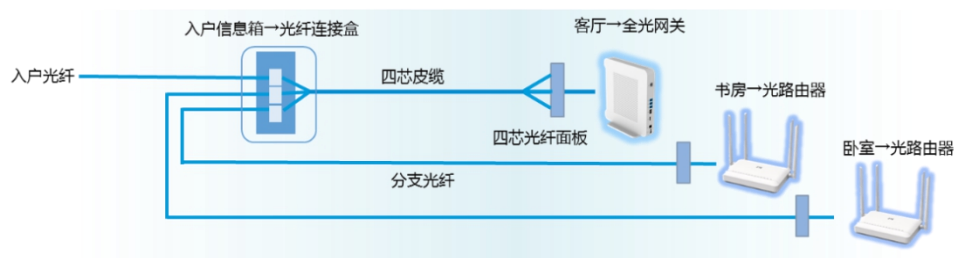 入户信息箱→光纤连接盒
客厅→全光网关
入户光纤
四芯皮缆
书房→光路由器
四芯光纤面板
卧室→光路由器
分支光纤